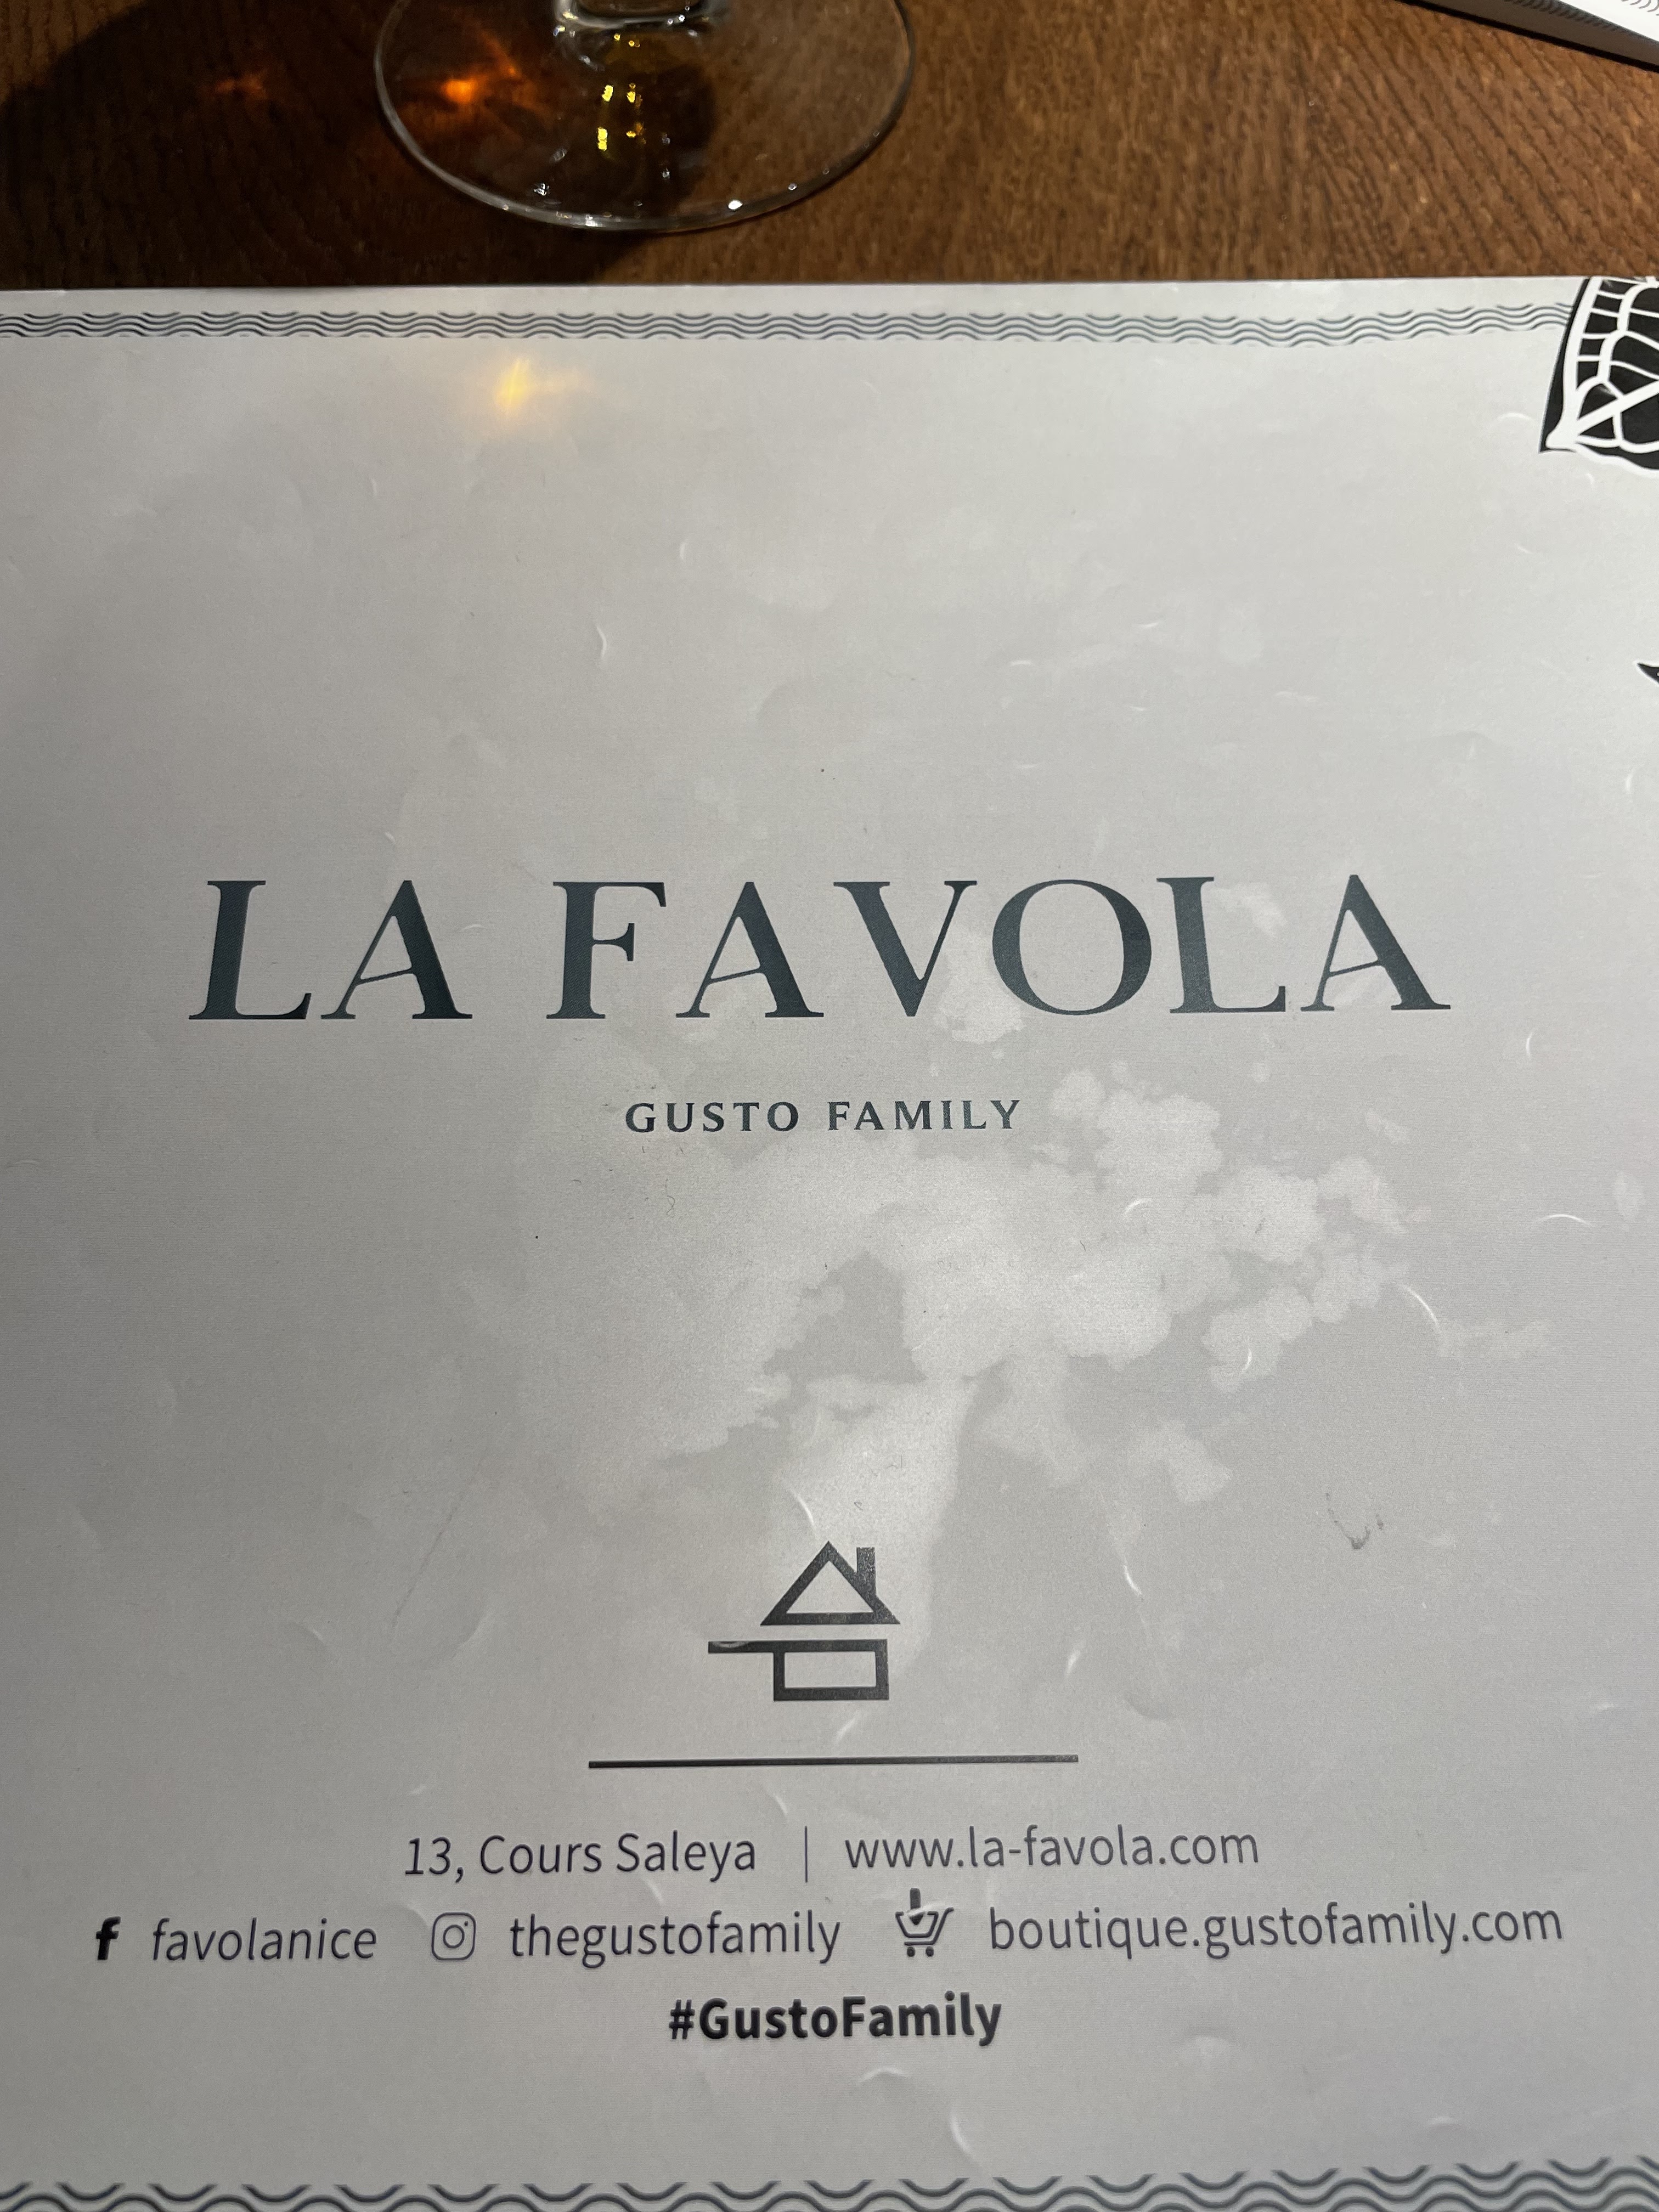 LA FAVOLA
GUSTO FAMILY
13, Cours Saleya | www.la-favola.com
f favolanice thegustofamily boutique.gustofamily.com
#GustoFamily